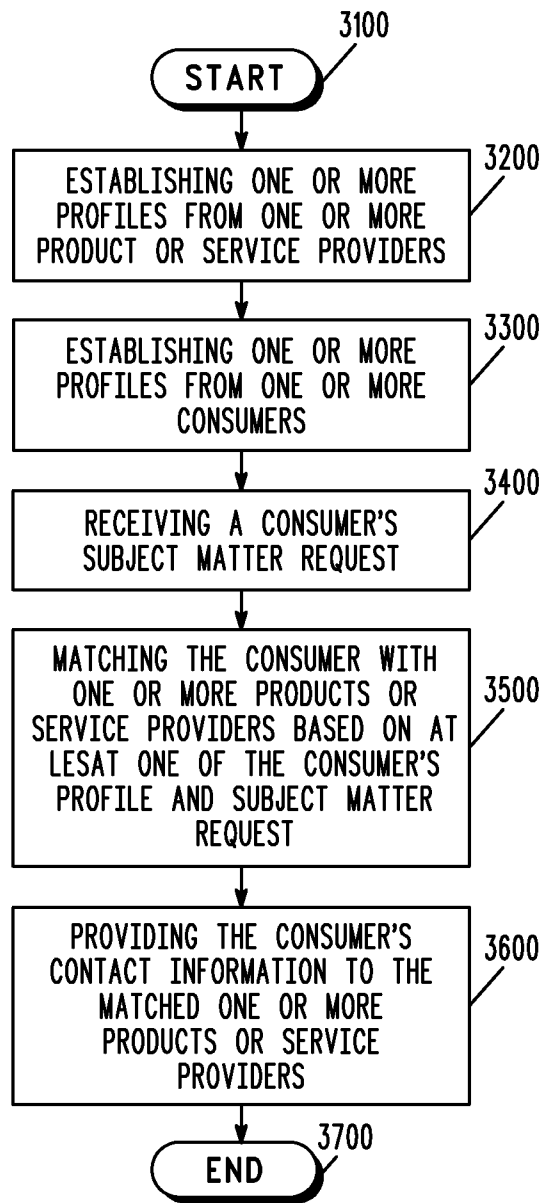 3100
START
3200
ESTABLISHING ONE OR MORE
PROFILES FROM ONE OR MORE
PRODUCT OR SERVICE PROVIDERS
3300
ESTABLISHING ONE OR MORE
PROFILES FROM ONE OR MORE
CONSUMERS
3400
RECEIVING A CONSUMER'S
SUBJECT MATTER REQUEST
3500
MATCHING THE CONSUMER WITH
ONE OR MORE PRODUCTS OR
SERVICE PROVIDERS BASED ON AT
LESAT ONE OF THE CONSUMER'S
PROFILE AND SUBJECT MATTER
REQUEST
3600
PROVIDING THE CONSUMER'S
CONTACT INFORMATION TO THE
MATCHED ONE OR MORE
PRODUCTS OR SERVICE
PROVIDERS
3700
END